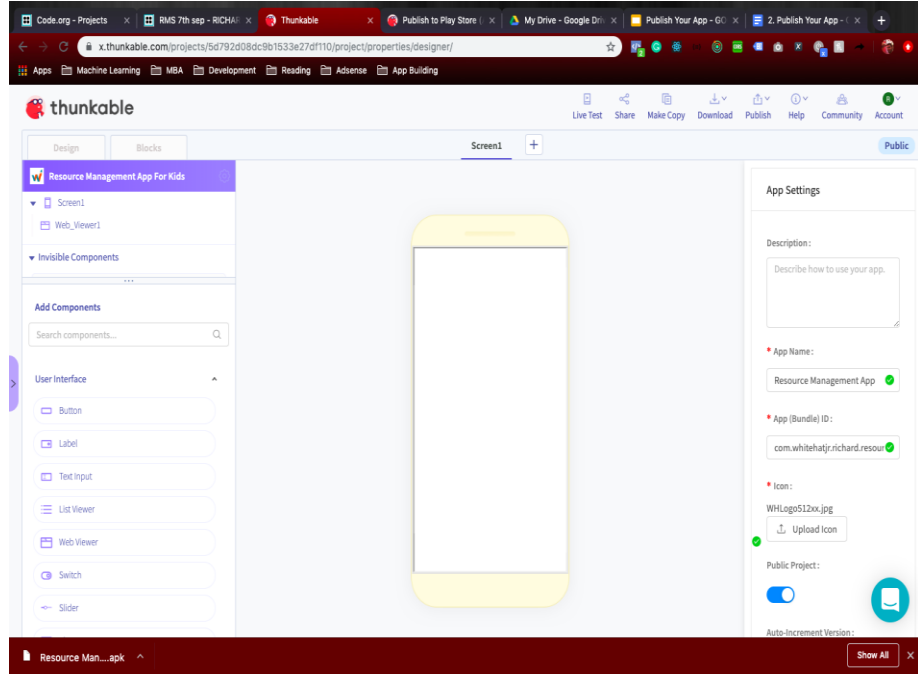 Code.org - Projects
RMS 7th sep - RICHAR
Thunkable
Publish to Play Store (
My Drive - Google Driv
Publish Your App - GO
2. Publish Your App - (
x.thunkable.com/projects/5d792d08dc9b1533e27df110/project/properties/designer/
Apps Machine Learning MBA Development Reading Adsense App Building
thunkable
Live Test Share Make Copy Download Publish Help Community Account
Design Blocks
Screen1
Public
Resource Management App For Kids
Screen1
Web_Viewer1
Invisible Components
Add Components
Search components...
User Interface
Button
Label
Text Input
List Viewer
Web Viewer
Switch
Slider
App Settings
Description :
Describe how to use your app.
* App Name :
Resource Management App
* App (Bundle) ID :
com.whitehatjr.richard.resour
* Icon :
WHLogo512xx.jpg
Upload Icon
Public Project :
Auto-Increment Version :
Resource Man....apk
Show All